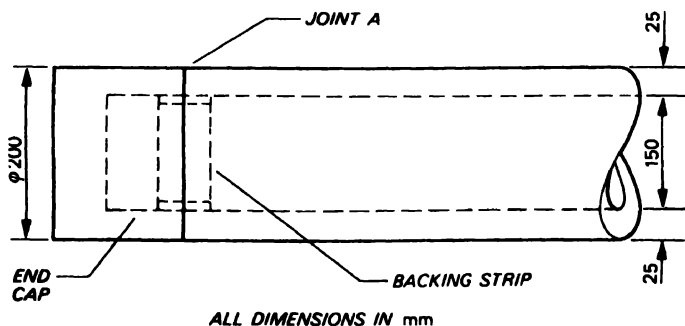 JOINT A
25
φ200
150
END
CAP
BACKING STRIP
25
ALL DIMENSIONS IN mm